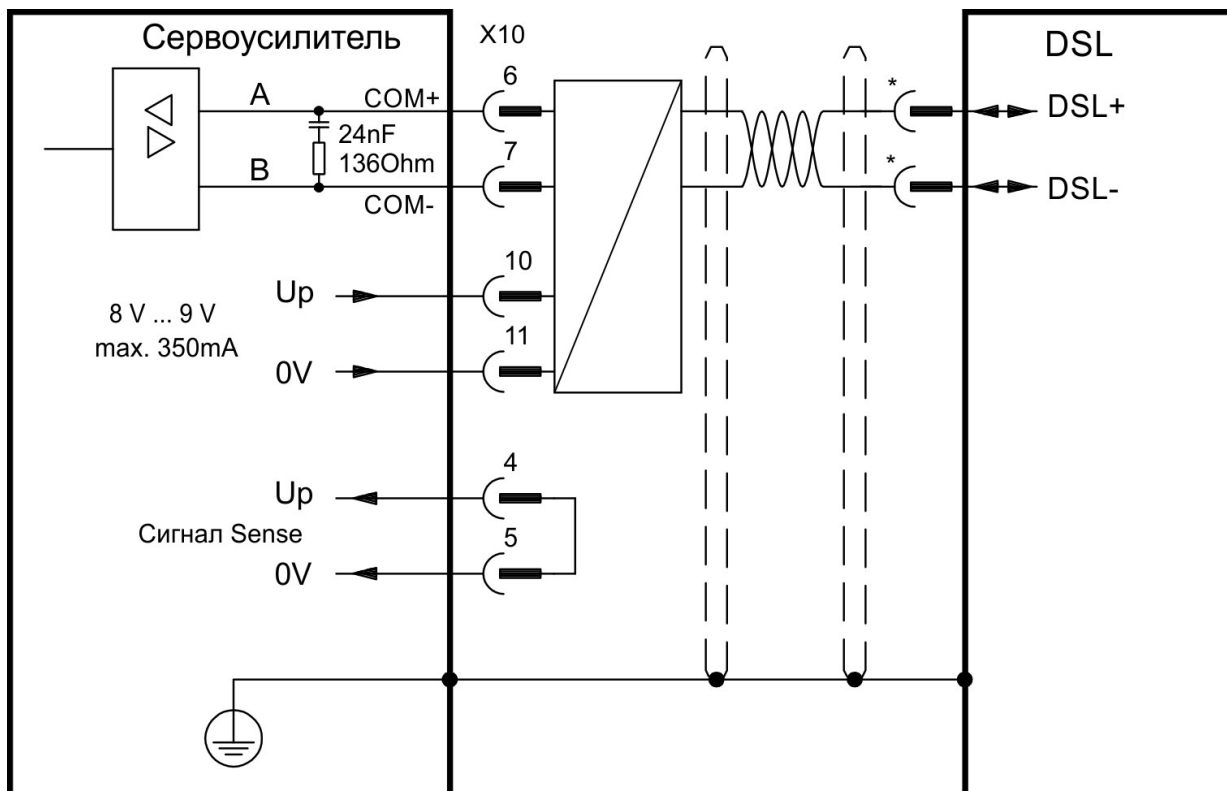 Сервоусилитель
X10
DSL
6
*
A
COM+
DSL+
24nF
136Ohm
7
*
B
COM-
DSL-
10
Up
8 V ... 9 V
max. 350mA
11
0V
4
Up
Сигнал Sense
5
0V